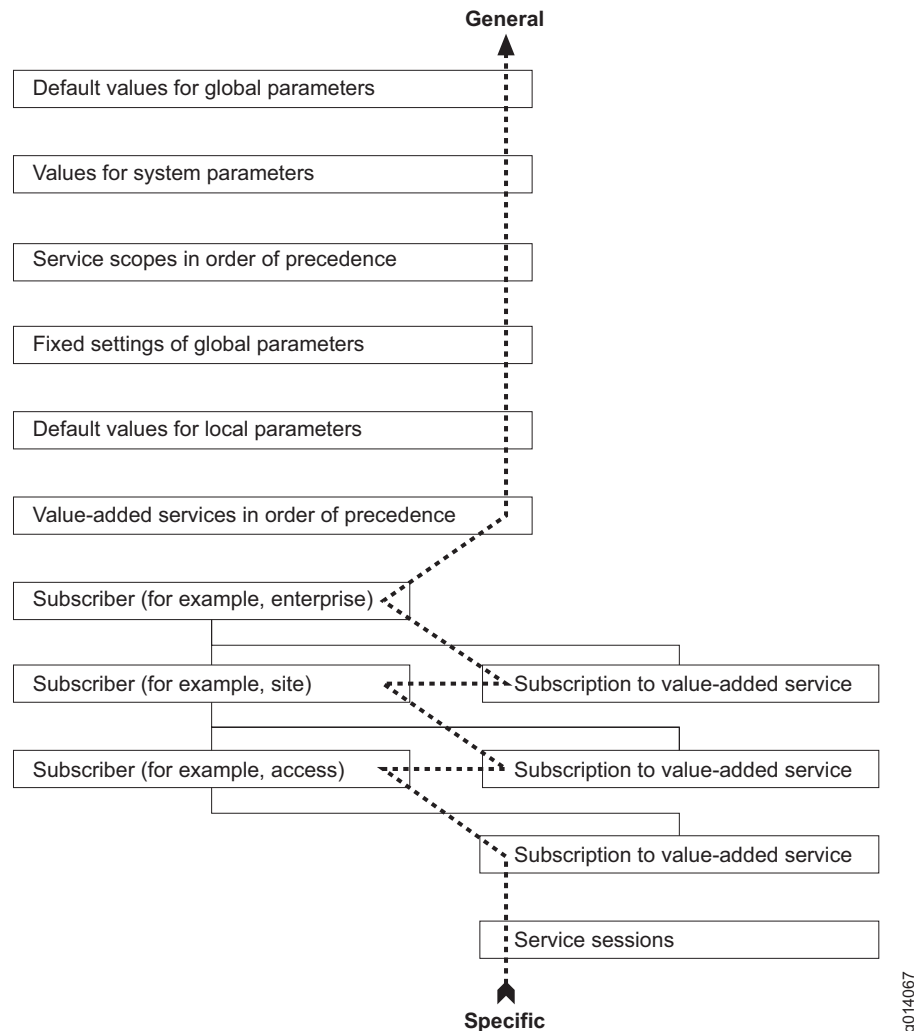 General
Default values for global parameters
Values for system parameters
Service scopes in order of precedence
Fixed settings of global parameters
Default values for local parameters
Value-added services in order of precedence
Subscriber (for example, enterprise)
Subscriber (for example, site)
Subscription to value-added service
Subscriber (for example, access)
Subscription to value-added service
Subscription to value-added service
Service sessions
Specific
g014067